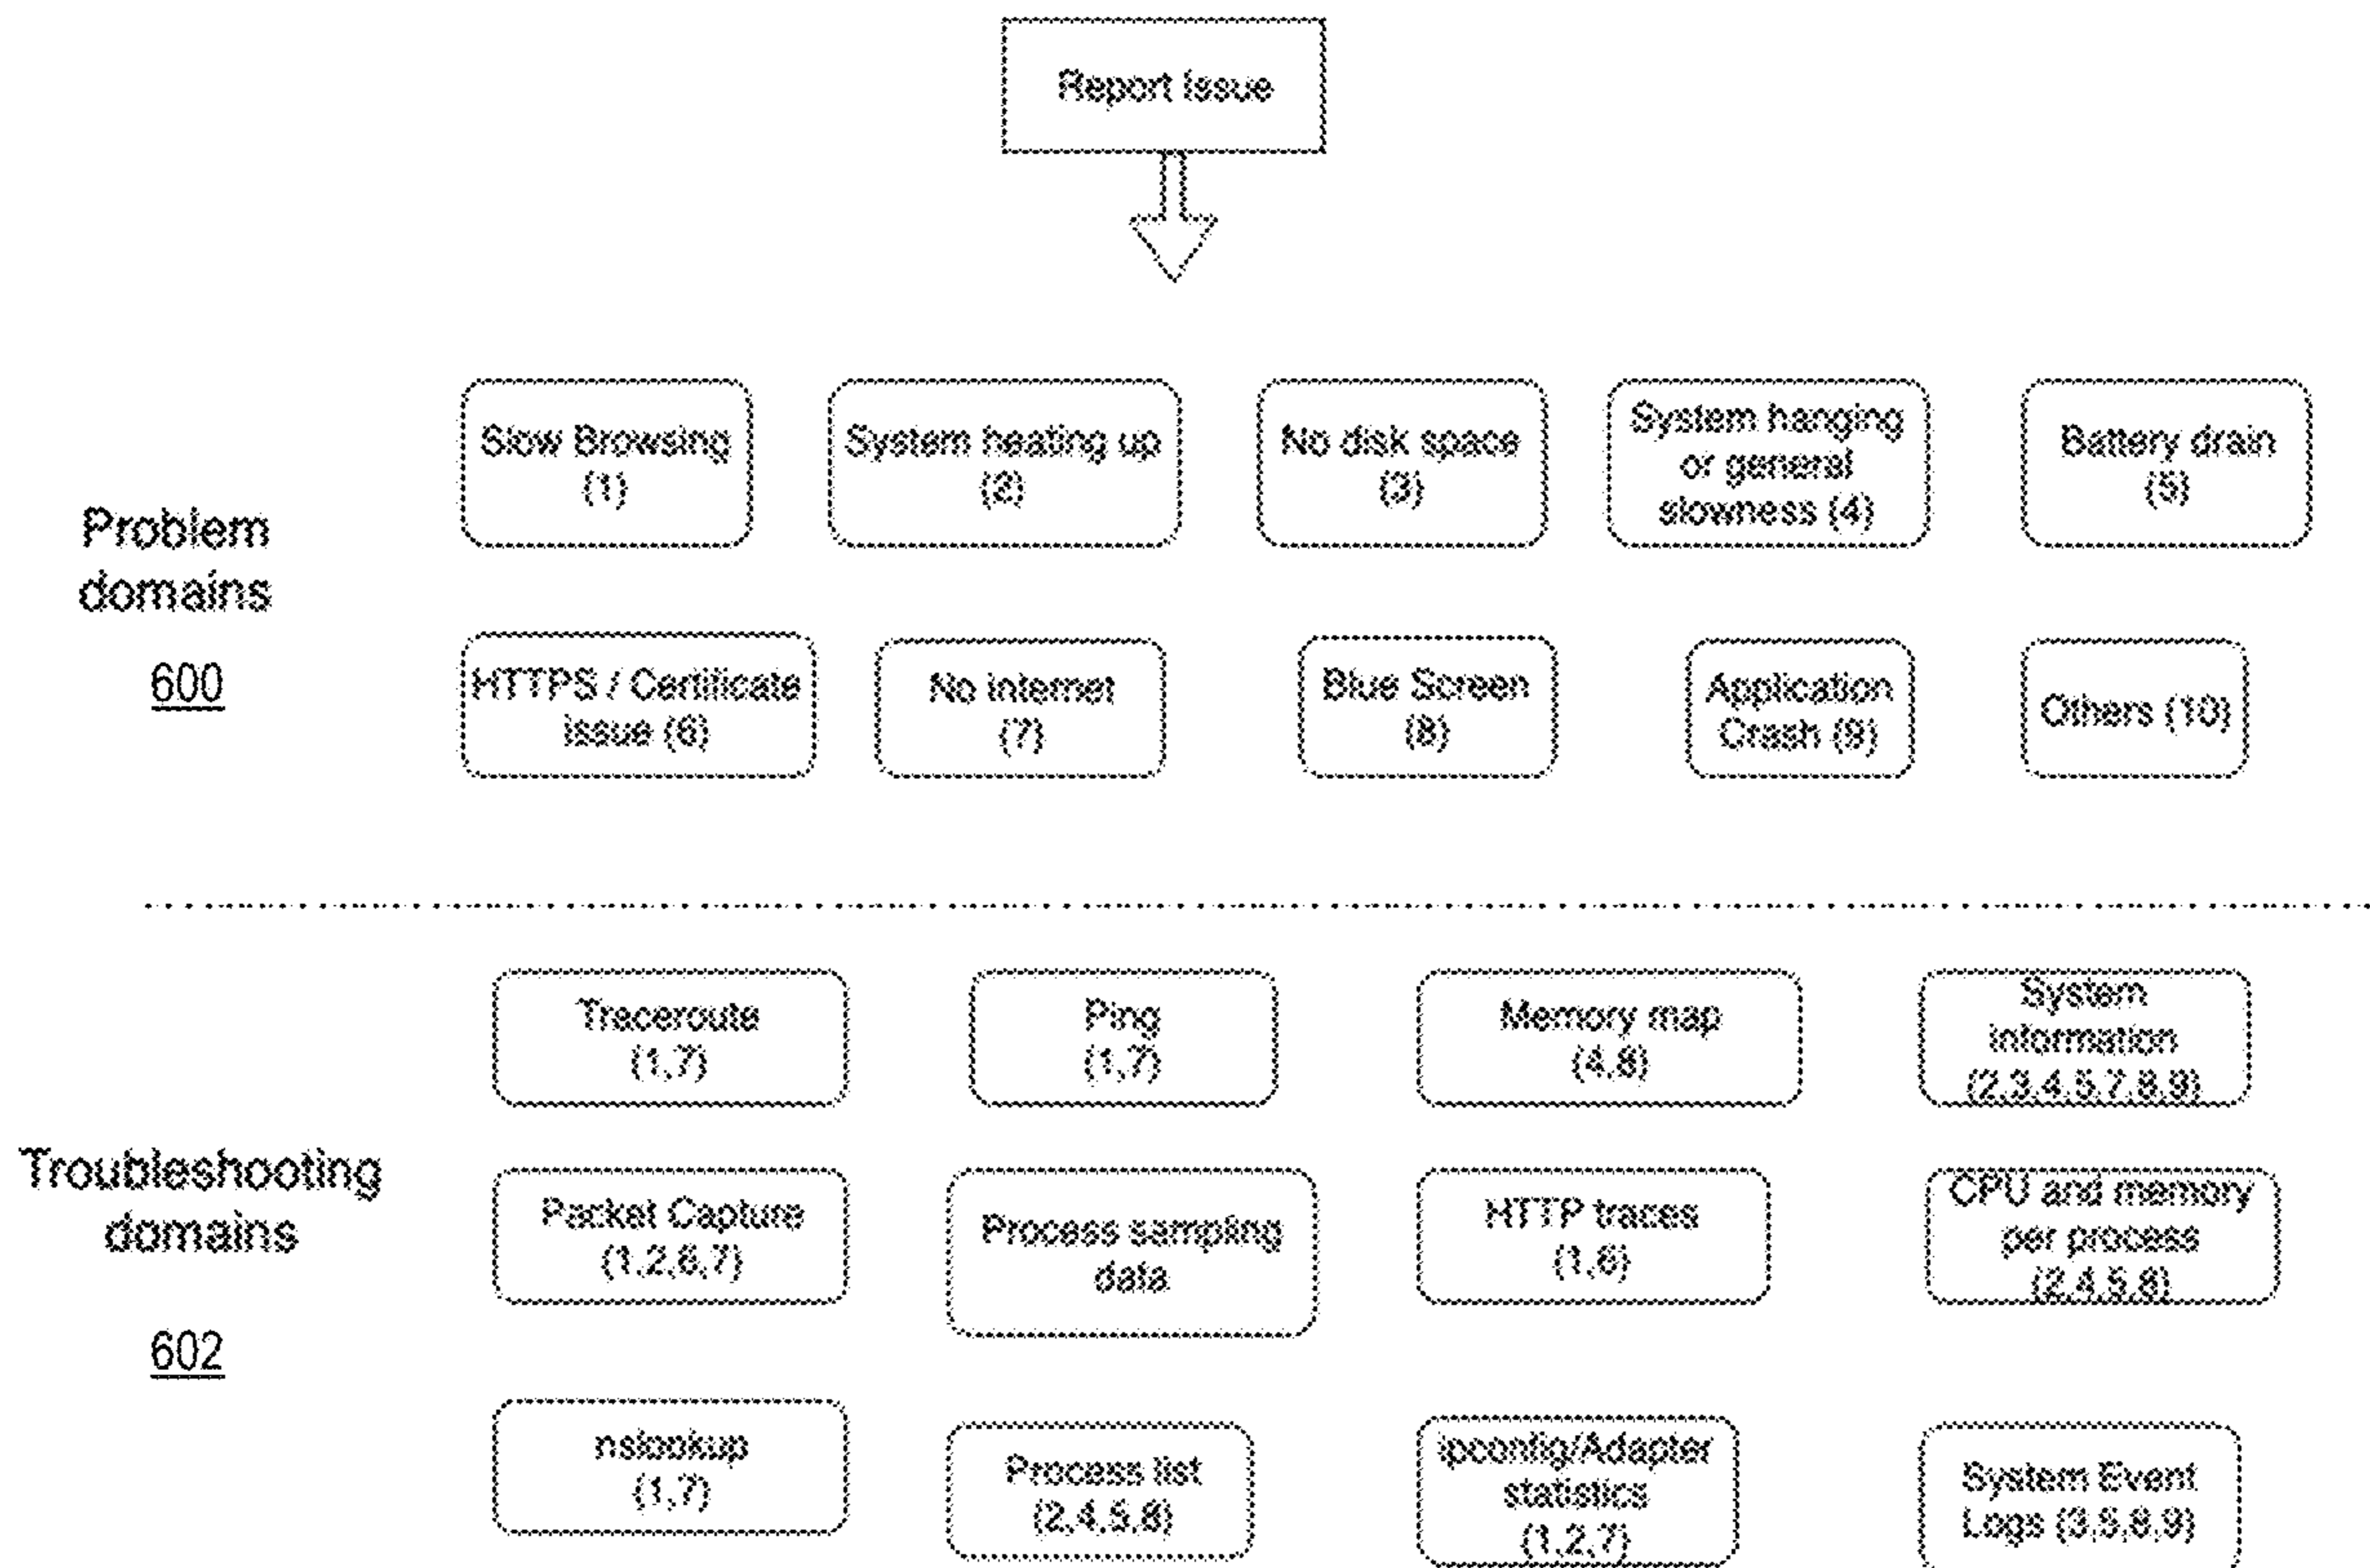 Report Issue
Slow Browsing
(1)
System heating up
(2)
No disk space
(3)
System hanging
or general
slowness (4)
Battery drain
(5)
Problem
domains
600
HTTPS / Certificate
issue (6)
No internet
(7)
Blue Screen
(8)
Application
Crash (9)
Others (10)
Traceroute
(1,7)
Ping
(1,7)
Memory map
(4,8)
System
information
(2,3,4,5,7,8,9)
Troubleshooting
domains
602
Packet Capture
(1,2,6,7)
Process sampling
data
HTTP traces
(1,6)
CPU and memory
per process
(2,4,5,8)
nslookup
(1,7)
Process list
(2,4,5,8)
ipconfig/Adapter
statistics
(1,2,7)
System Event
Logs (3,5,8,9)